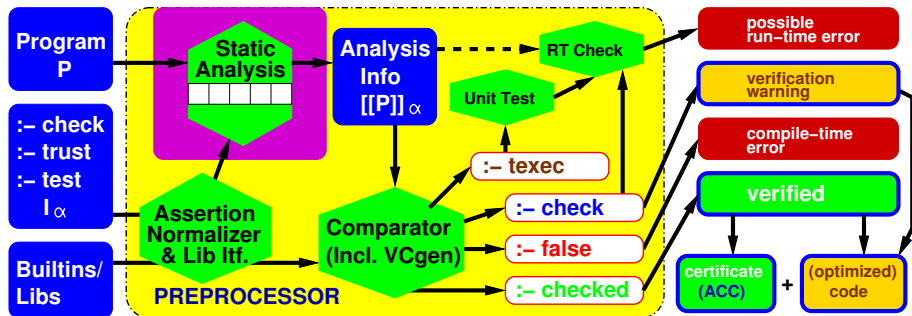 Program
P
:− check
:− trust
:− test
I α
Builtins/
Libs
Static
Analysis
Assertion
Normalizer
& Lib Itf.
PREPROCESSOR
Analysis
Info
[[P]] α
Comparator
(Incl. VCgen)
RT Check
Unit Test
:− texec
:− check
:− false
:− checked
possible
run−time error
verification
warning
compile−time
error
verified
certificate
(ACC)
+
(optimized)
code